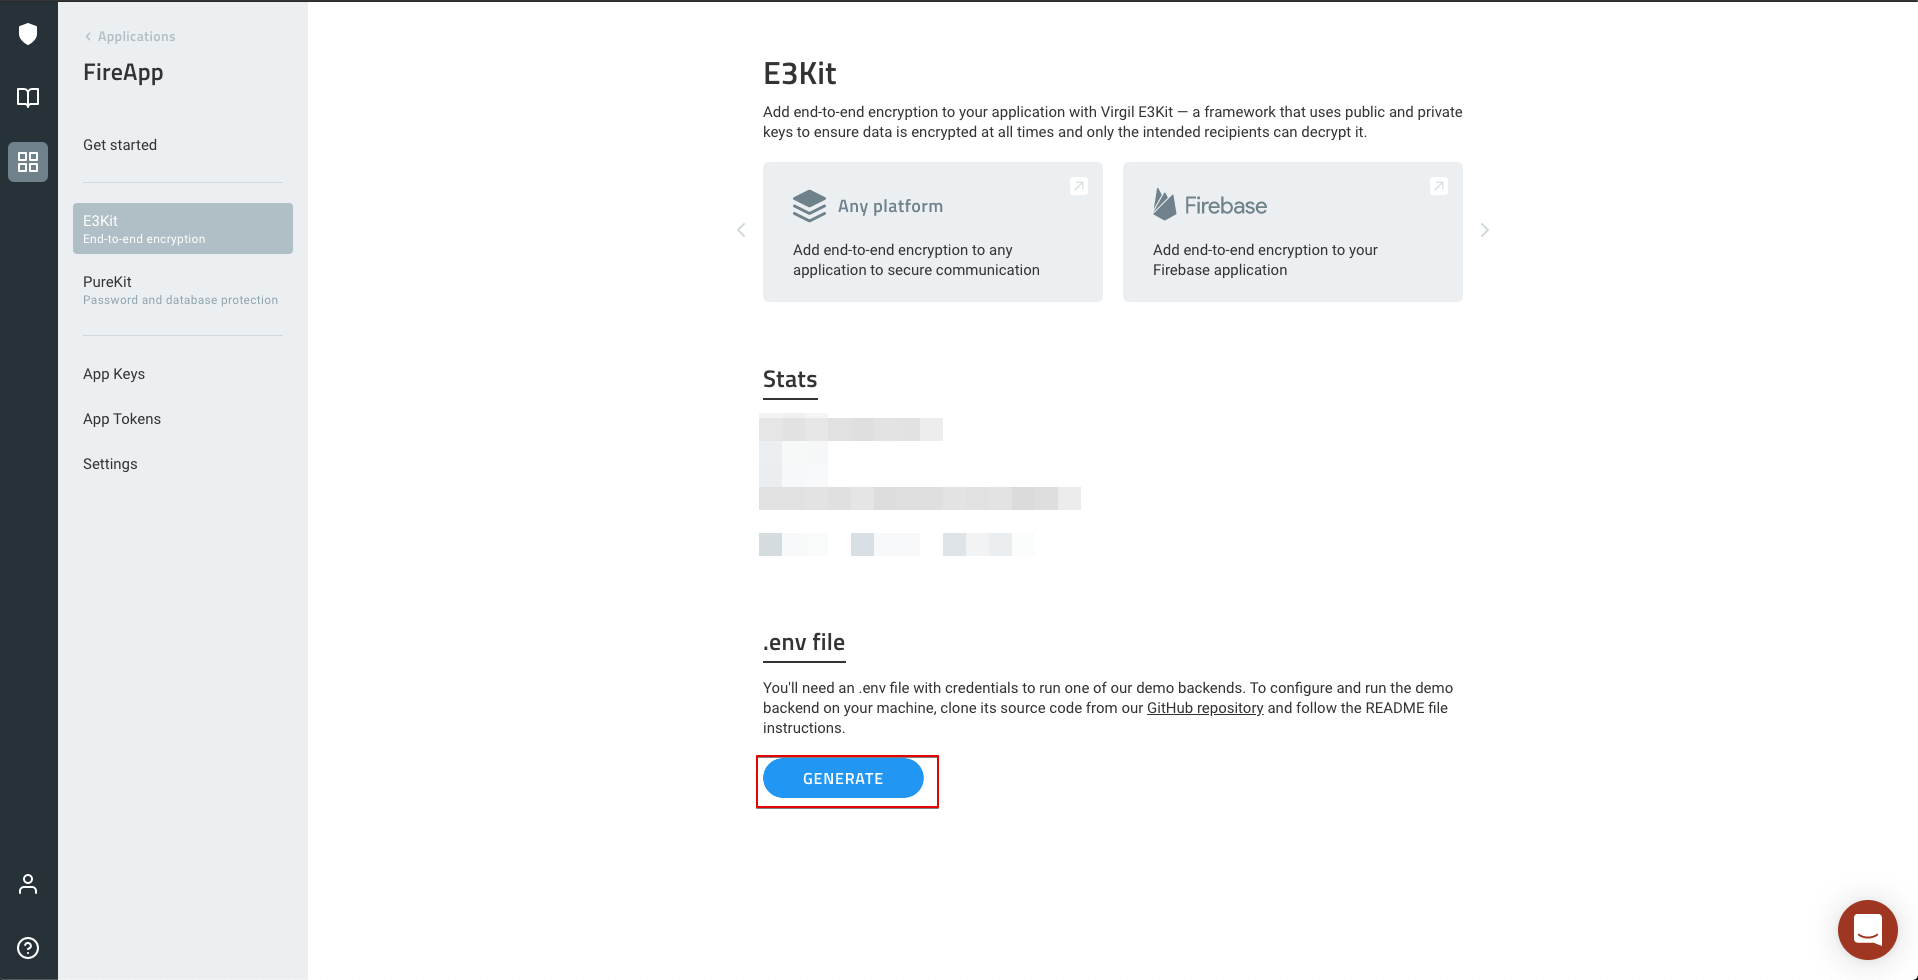 Applications
FireApp
Get started
E3Kit
End-to-end encryption
PureKit
Password and database protection
App Keys
App Tokens
Settings
E3Kit
Add end-to-end encryption to your application with Virgil E3Kit — a framework that uses public and private
keys to ensure data is encrypted at all times and only the intended recipients can decrypt it.
Any platform
Add end-to-end encryption to any
application to secure communication
Firebase
Add end-to-end encryption to your
Firebase application
Stats
.env file
You'll need an .env file with credentials to run one of our demo backends. To configure and run the demo
backend on your machine, clone its source code from our GitHub repository and follow the README file
instructions.
GENERATE